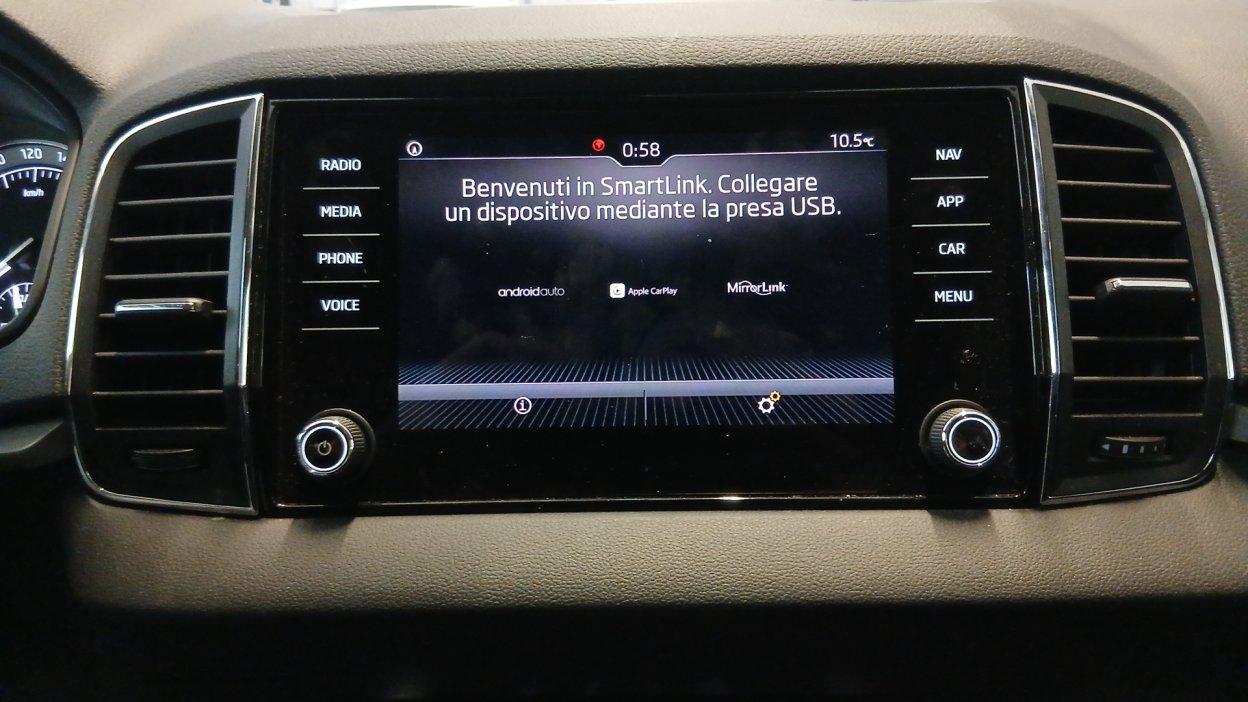 120
km/h
RADIO
MEDIA
PHONE
VOICE
0:58
10.5℃
Benvenuti in SmartLink. Collegare
un dispositivo mediante la presa USB.
androidauto
Apple CarPlay
MirrorLink
NAV
APP
CAR
MENU